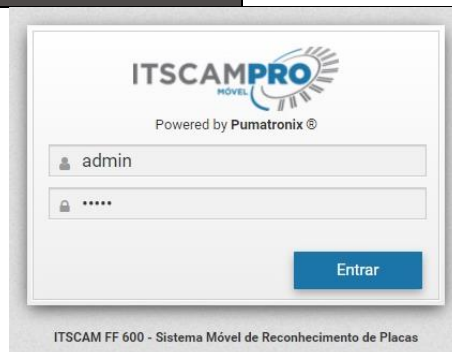 ITSCAMPRO
MÓVEL
Powered by Pumatronix ®
admin
•••••
Entrar
ITSCAM FF 600 - Sistema Móvel de Reconhecimento de Placas